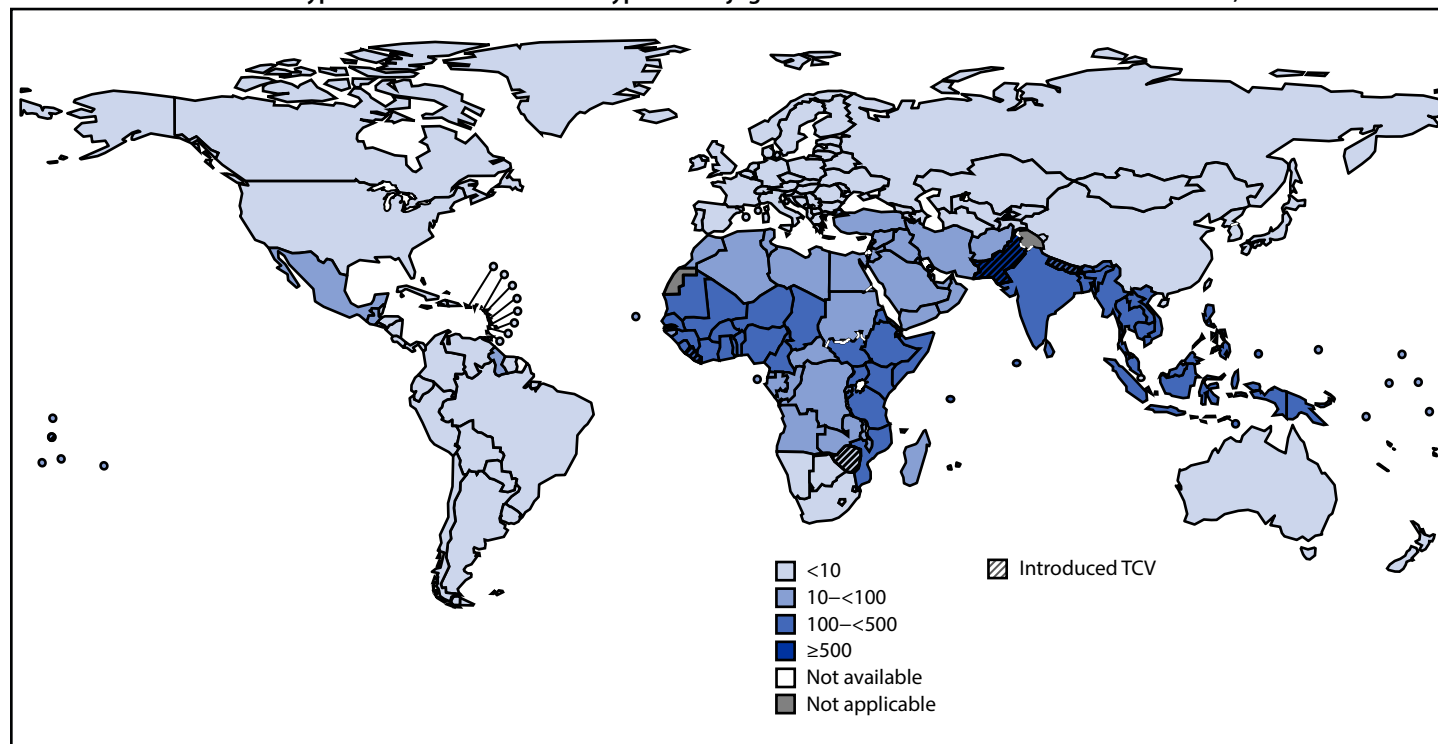 <10
10–<100
100–<500
≥500
Not available
Not applicable
Introduced TCV